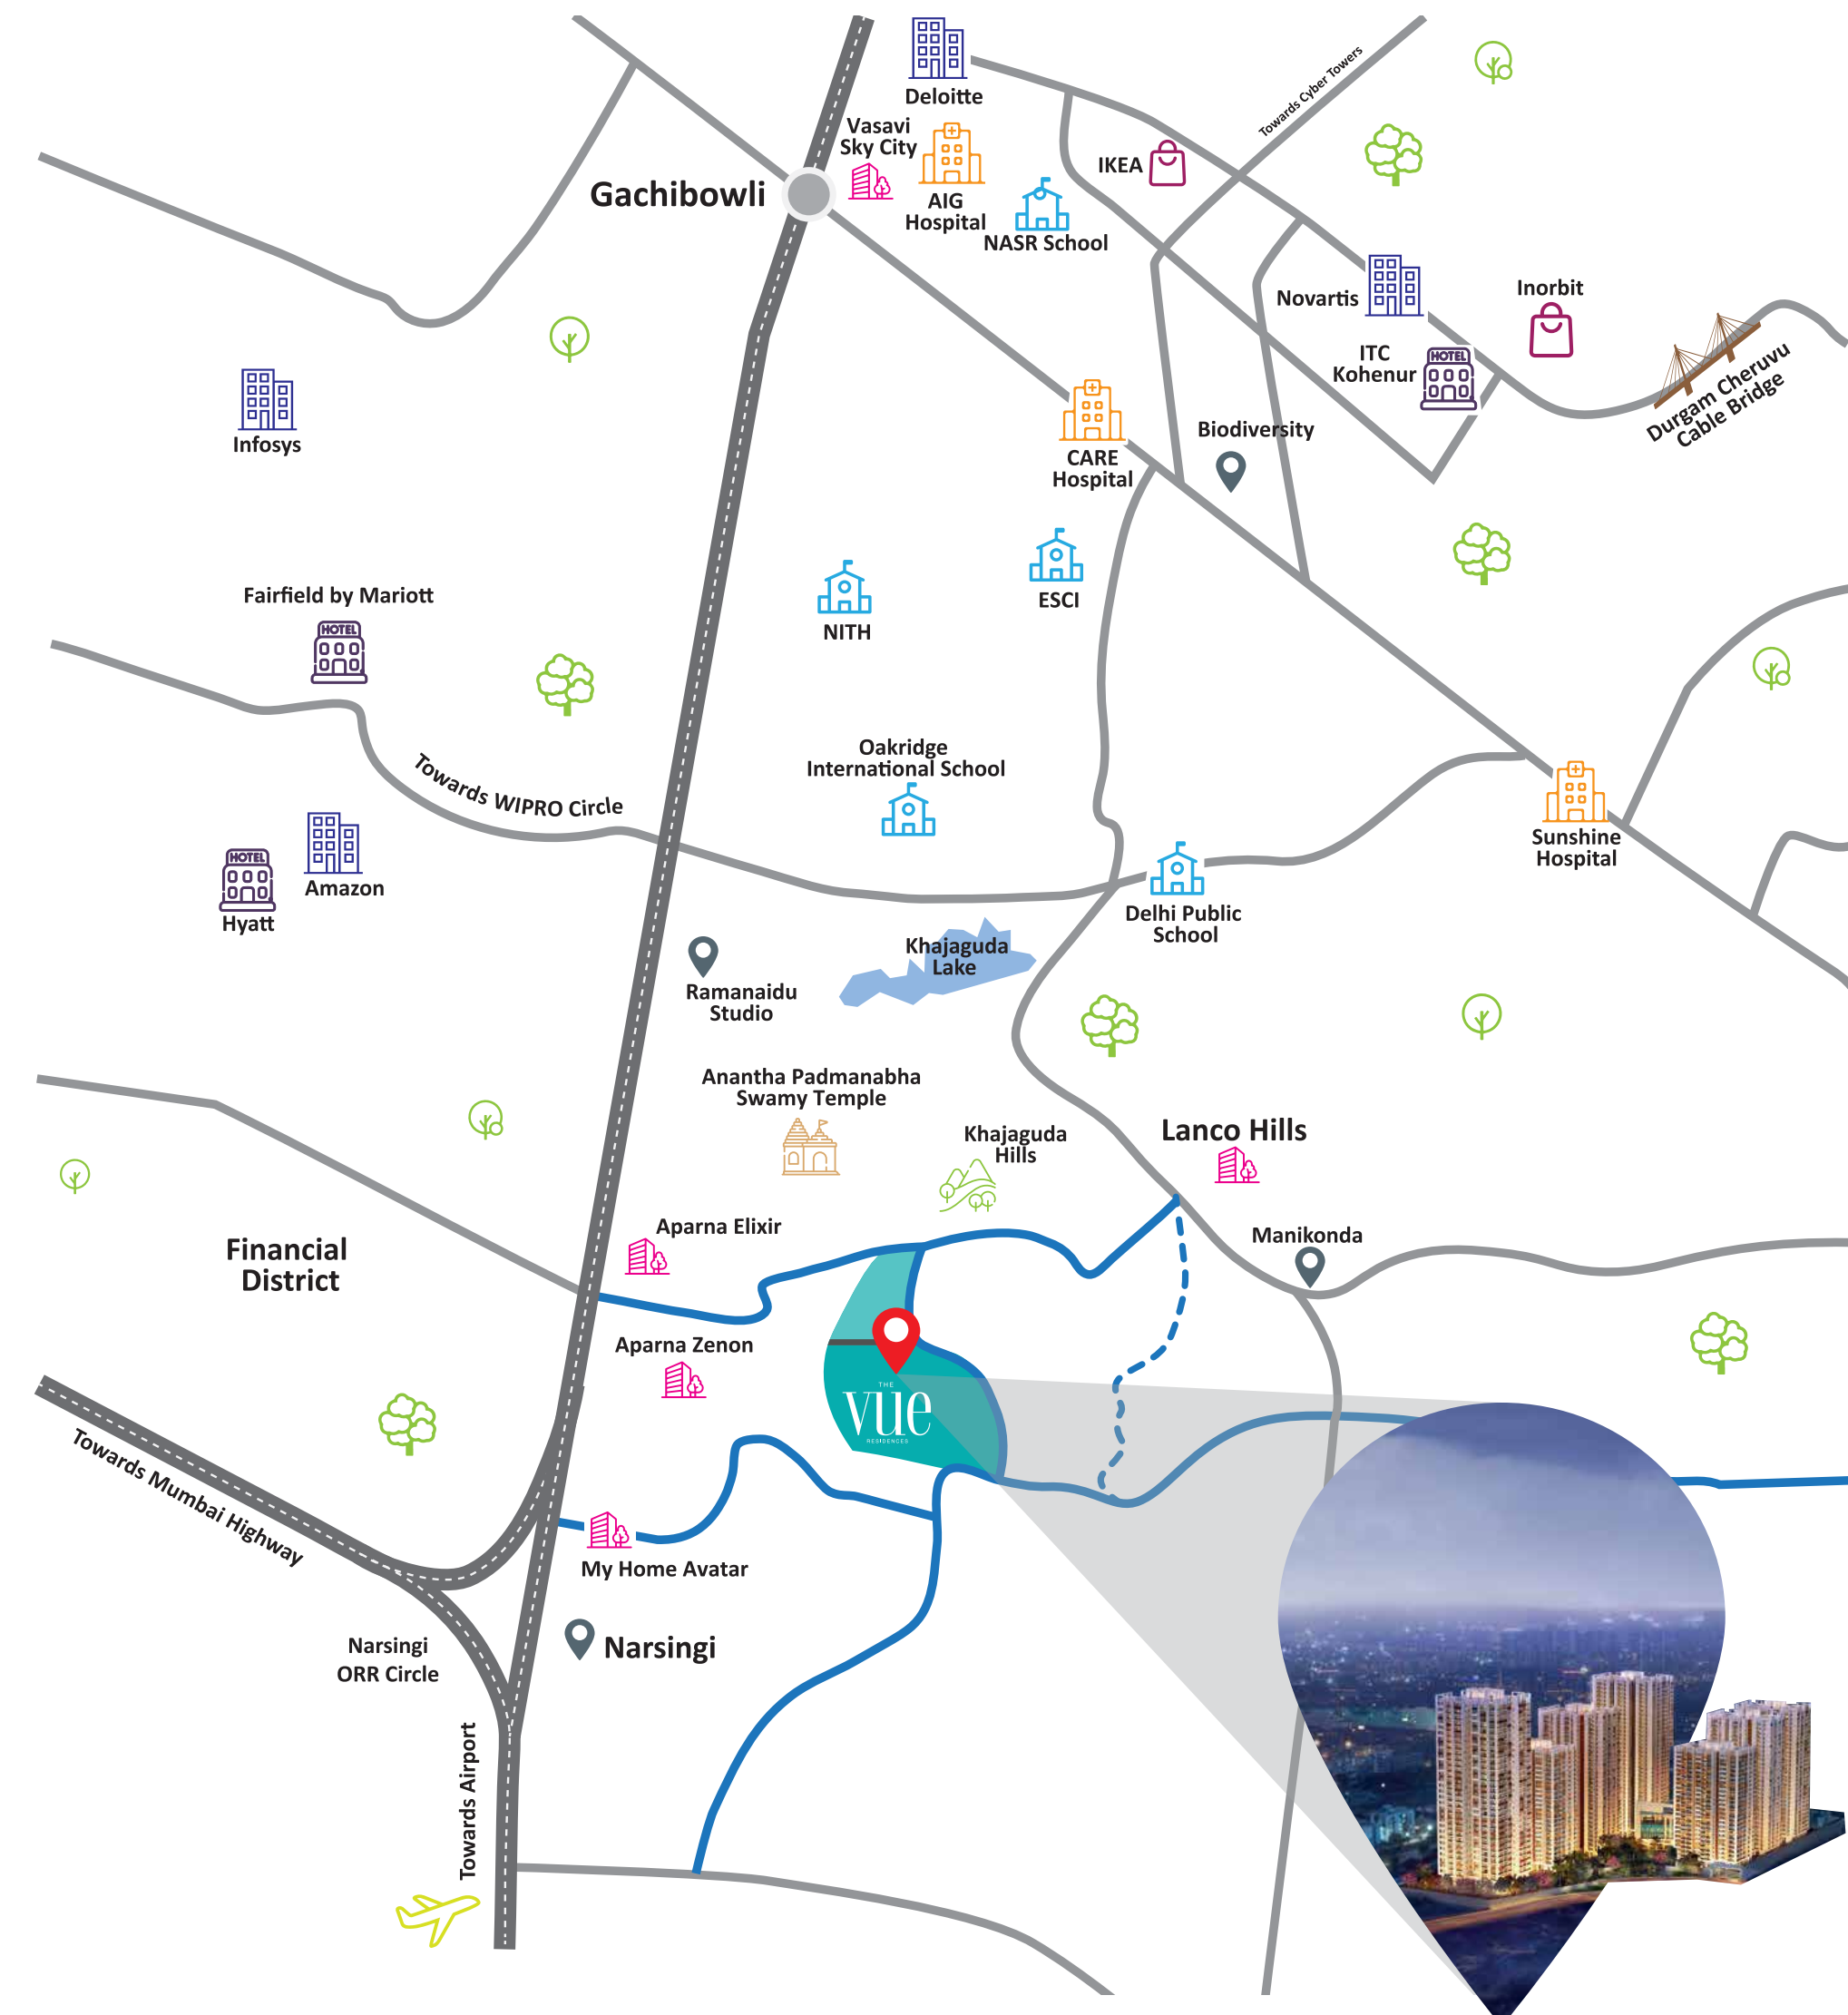 Deloitte
Towards Cyber Towers
Vasavi
Sky City
IKEA
Gachibowli
AIG
Hospital
NASR School
Inorbit
Novartis
ITC
Kohenur
HOTEL
Durgam Cheruvu
Cable Bridge
Infosys
CARE
Hospital
Biodiversity
ESCI
NITH
Fairfield by Mariott
HOTEL
Oakridge
International School
Towards WIPRO Circle
Sunshine
Hospital
HOTEL
Hyatt
Amazon
Delhi Public
School
Khajaguda
Lake
Ramanaidu
Studio
Anantha Padmanabha
Swamy Temple
Khajaguda
Hills
Lanco Hills
Aparna Elixir
Manikonda
Financial
District
Aparna Zenon
THE
vue
RESIDENCES
Towards Mumbai Highway
My Home Avatar
Narsingi
ORR Circle
Narsingi
Towards Airport